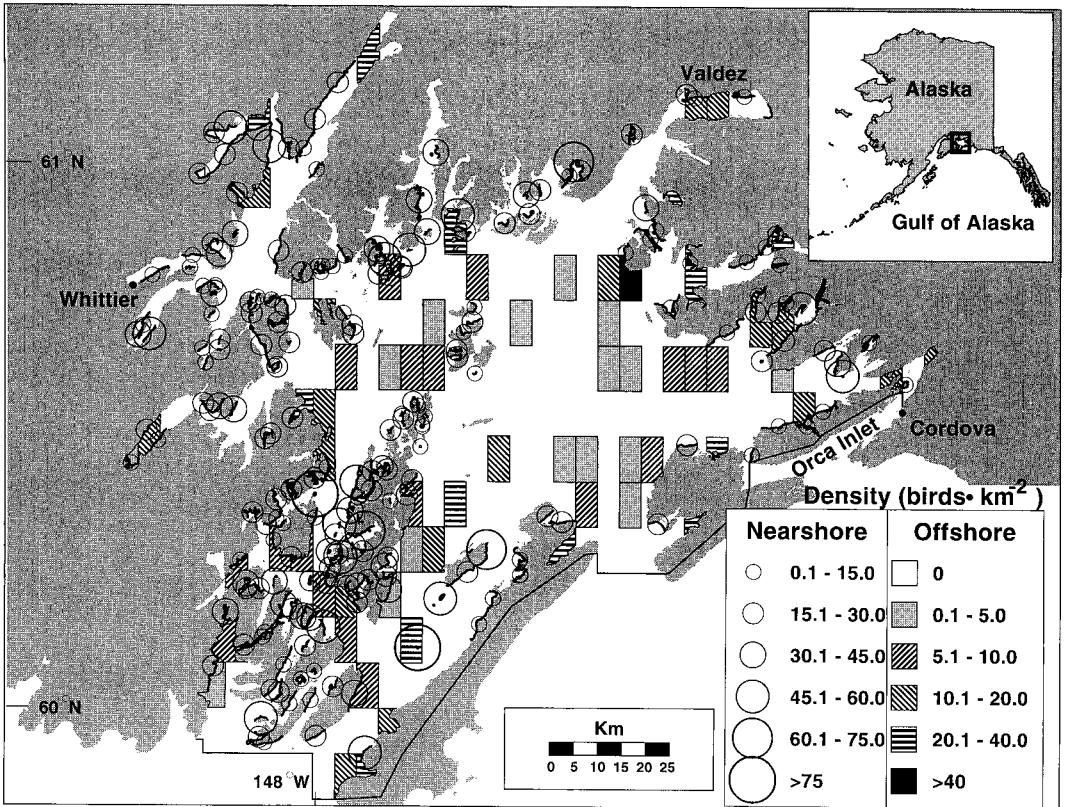 Valdez
Alaska
Gulf of Alaska
61 °N
Whittier
Cordova
Orca Inlet
Density (birds• km-2 )
Nearshore
Offshore
0.1 - 15.0
0
15.1 - 30.0
0.1 - 5.0
30.1 - 45.0
5.1 - 10.0
45.1 - 60.0
10.1 - 20.0
60.1 - 75.0
20.1 - 40.0
>75
>40
60 °N
Km
0 5 10 15 20 25
148 °W